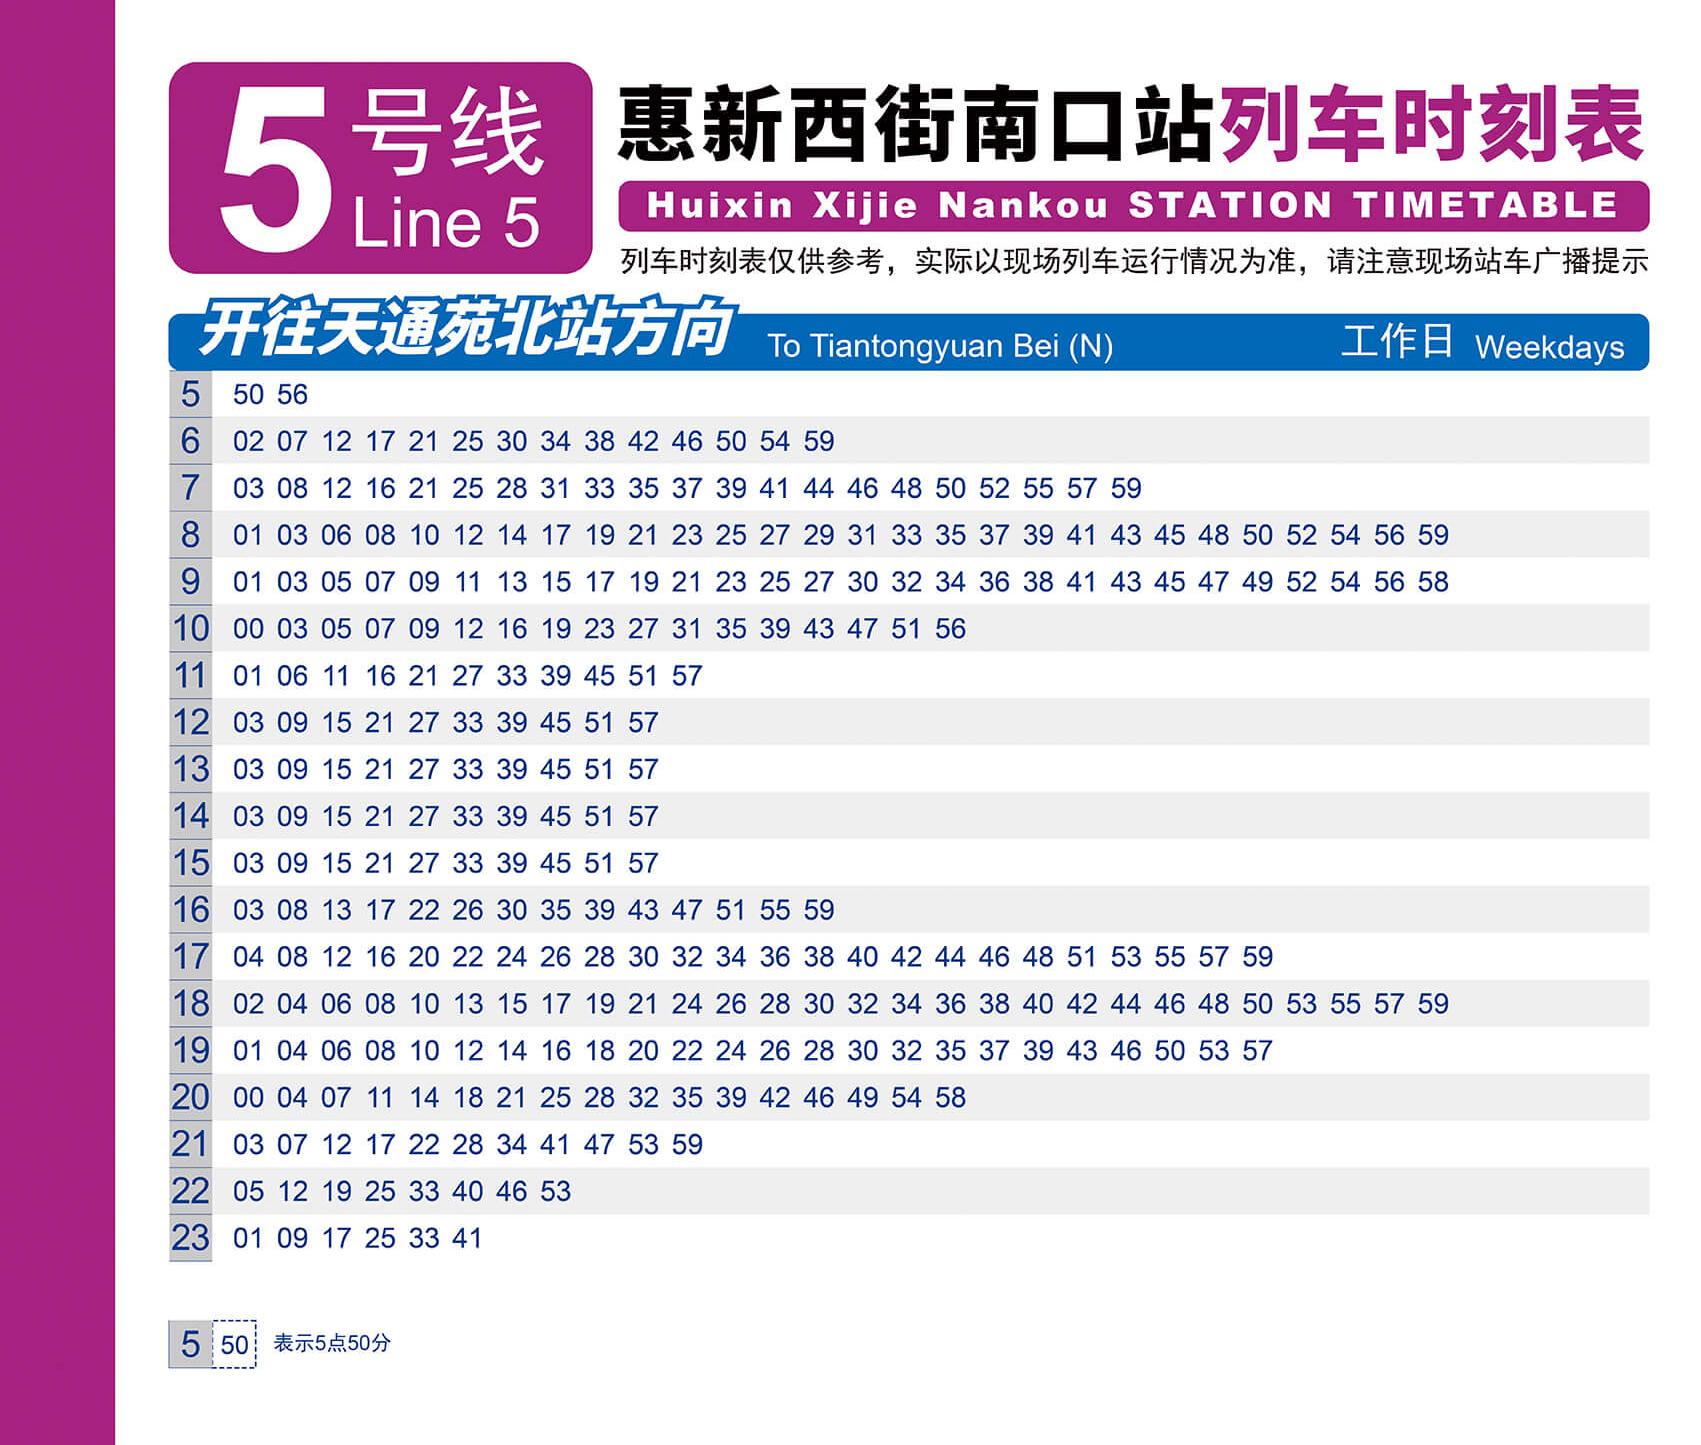 5号线
Line 5
惠新西街南口站列车时刻表
Huixin Xijie Nankou STATION TIMETABLE
列车时刻表仅供参考，实际以现场列车运行情况为准，请注意现场站车广播提示
开往天通苑北站方向 To Tiantongyuan Bei (N) 工作日 Weekdays
5 50 56
6 02 07 12 17 21 25 30 34 38 42 46 50 54 59
7 03 08 12 16 21 25 28 31 33 35 37 39 41 44 46 48 50 52 55 57 59
8 01 03 06 08 10 12 14 17 19 21 23 25 27 29 31 33 35 37 39 41 43 45 48 50 52 54 56 59
9 01 03 05 07 09 11 13 15 17 19 21 23 25 27 30 32 34 36 38 41 43 45 47 49 52 54 56 58
10 00 03 05 07 09 12 16 19 23 27 31 35 39 43 47 51 56
11 01 06 11 16 21 27 33 39 45 51 57
12 03 09 15 21 27 33 39 45 51 57
13 03 09 15 21 27 33 39 45 51 57
14 03 09 15 21 27 33 39 45 51 57
15 03 09 15 21 27 33 39 45 51 57
16 03 08 13 17 22 26 30 35 39 43 47 51 55 59
17 04 08 12 16 20 22 24 26 28 30 32 34 36 38 40 42 44 46 48 51 53 55 57 59
18 02 04 06 08 10 13 15 17 19 21 24 26 28 30 32 34 36 38 40 42 44 46 48 50 53 55 57 59
19 01 04 06 08 10 12 14 16 18 20 22 24 26 28 30 32 35 37 39 43 46 50 53 57
20 00 04 07 11 14 18 21 25 28 32 35 39 42 46 49 54 58
21 03 07 12 17 22 28 34 41 47 53 59
22 05 12 19 25 33 40 46 53
23 01 09 17 25 33 41
5 50 表示5点50分